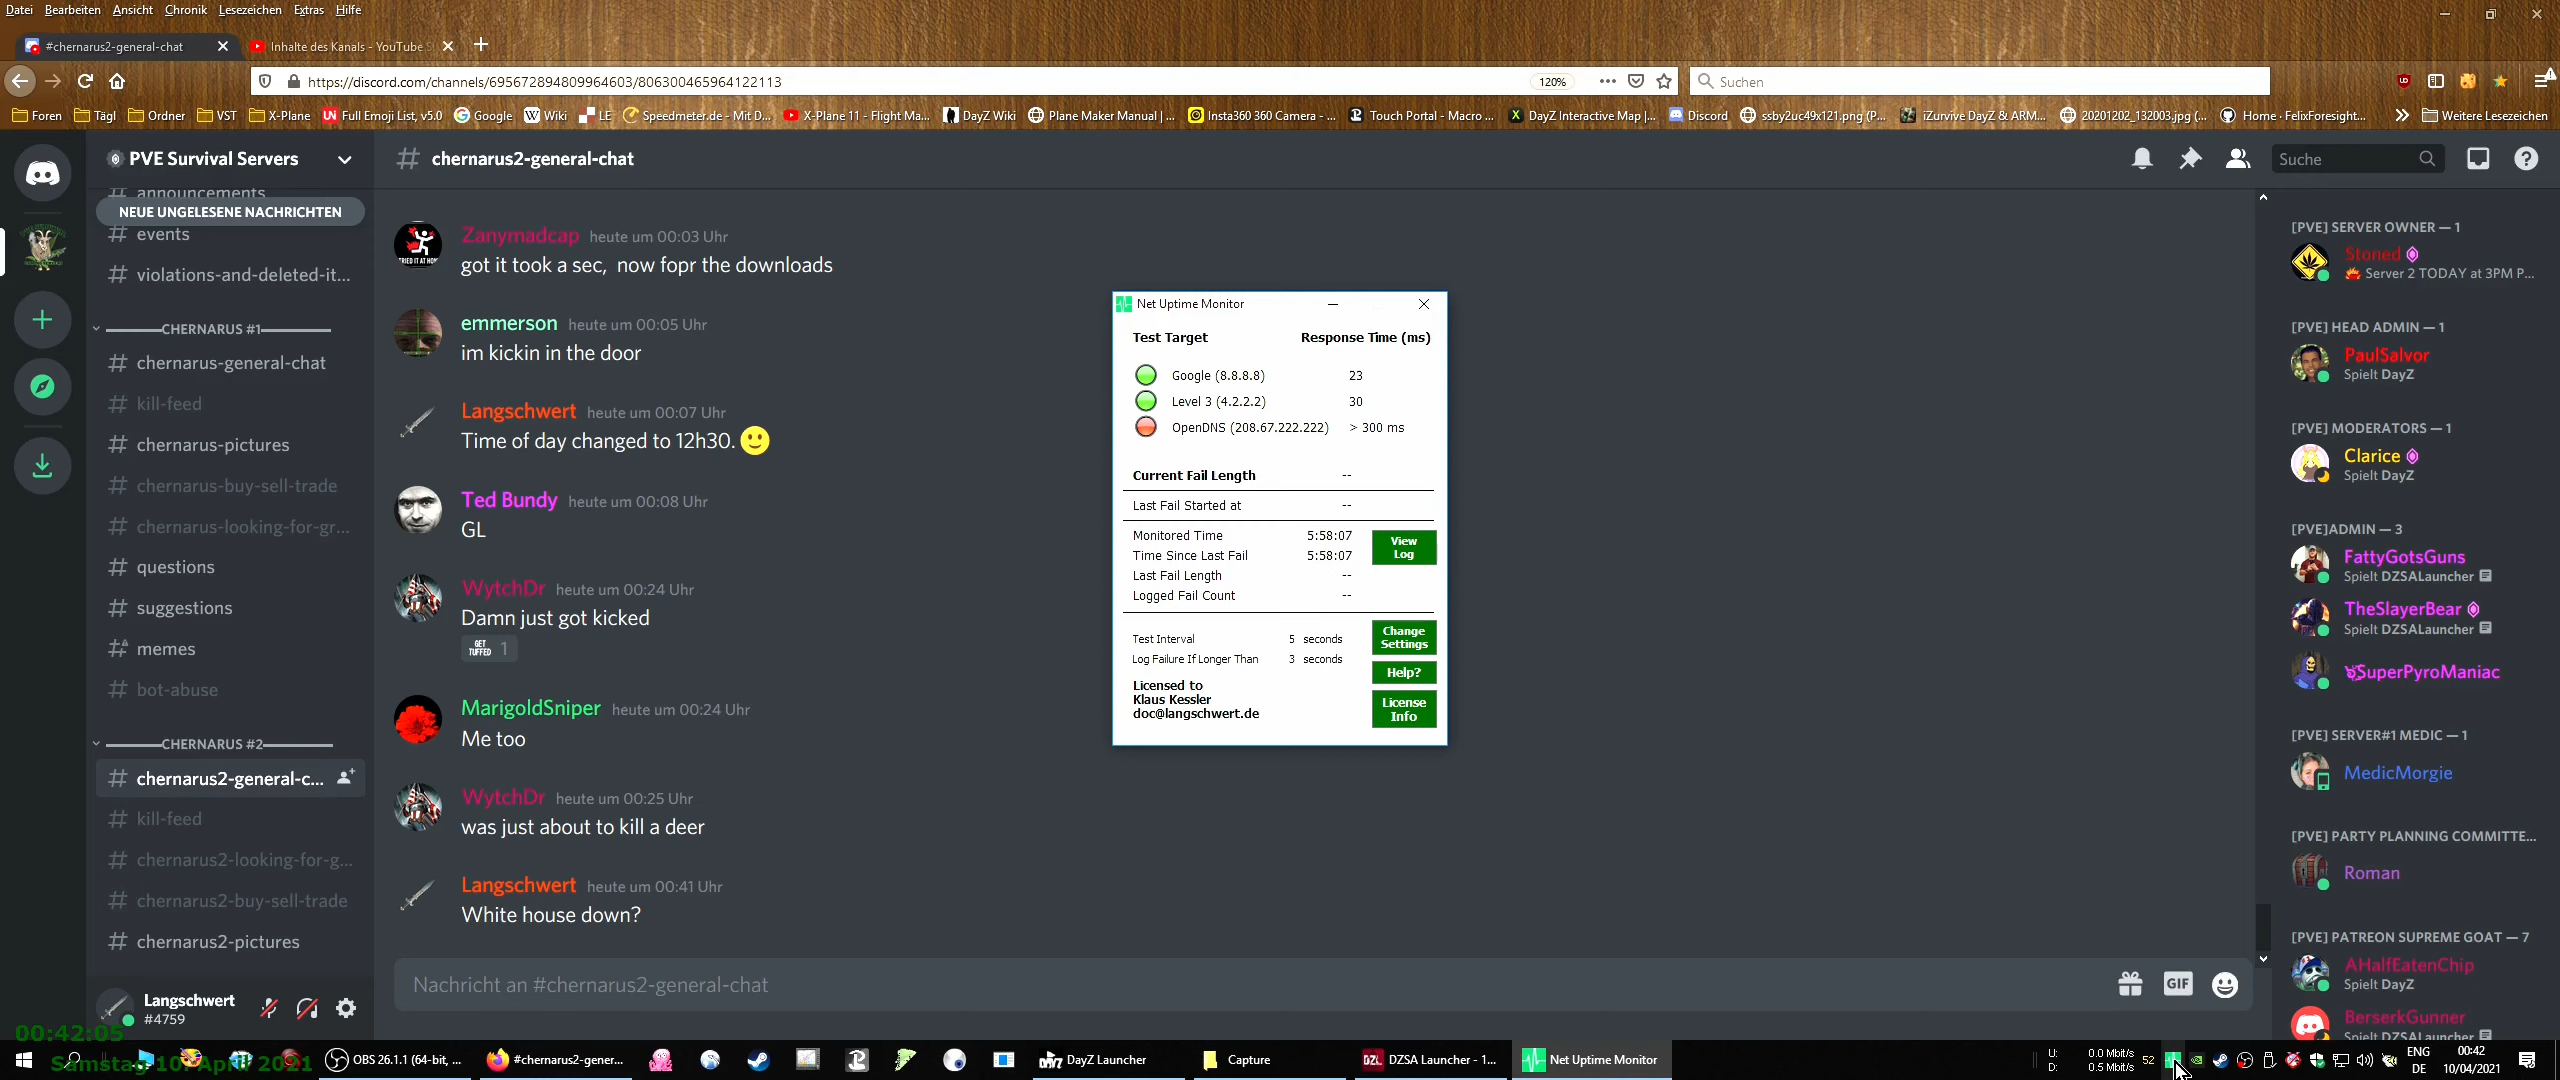 Datei Bearbeiten Ansicht Chronik Lesezeichen Extras Hilfe
#chernarus2-general-chat
Inhalte des Kanals - YouTube S
https://discord.com/channels/695672894809964603/806300465964122113
120%
Suchen
Foren
Tägl
Ordner
VST
X-Plane
Full Emoji List, v5.0
Google
Wiki
LE
Speedmeter.de - Mit D...
X-Plane 11 - Flight Ma...
DayZ Wiki
Plane Maker Manual | ...
Insta360 360 Camera - ...
Touch Portal - Macro ...
DayZ Interactive Map |...
Discord
ssby2uc49x121.png (P...
iZurvive DayZ & ARM...
20201202_132003.jpg (...
Home · FelixForesight...
Weitere Lesezeichen
PVE Survival Servers
announcements
NEUE UNGELESENE NACHRICHTEN
events
violations-and-deleted-it...
CHERNARUS #1
chernarus-general-chat
kill-feed
chernarus-pictures
chernarus-buy-sell-trade
chernarus-looking-for-gr...
questions
suggestions
memes
bot-abuse
CHERNARUS #2
chernarus2-general-c...
kill-feed
chernarus2-looking-for-g...
chernarus2-buy-sell-trade
chernarus2-pictures
Langschwert
#4759
# chernarus2-general-chat
Suche
Zanymadcap heute um 00:03 Uhr
got it took a sec, now fopr the downloads
emmerson heute um 00:05 Uhr
im kickin in the door
Langschwert heute um 00:07 Uhr
Time of day changed to 12h30.
Ted Bundy heute um 00:08 Uhr
GL
WytchDr heute um 00:24 Uhr
Damn just got kicked
GET TUFFED 1
MarigoldSniper heute um 00:24 Uhr
Me too
WytchDr heute um 00:25 Uhr
was just about to kill a deer
Langschwert heute um 00:41 Uhr
White house down?
Nachricht an #chernarus2-general-chat
GIF
Net Uptime Monitor
Test Target Response Time (ms)
Google (8.8.8.8) 23
Level 3 (4.2.2.2) 30
OpenDNS (208.67.222.222) > 300 ms
Current Fail Length --
Last Fail Started at --
Monitored Time 5:58:07
Time Since Last Fail 5:58:07
Last Fail Length --
Logged Fail Count --
View Log
Test Interval 5 seconds
Log Failure If Longer Than 3 seconds
Change Settings
Help?
License Info
Licensed to
Klaus Kessler
doc@langschwert.de
[PVE] SERVER OWNER — 1
Stoned
Server 2 TODAY at 3PM P...
[PVE] HEAD ADMIN — 1
PaulSalvor
Spielt DayZ
[PVE] MODERATORS — 1
Clarice
Spielt DayZ
[PVE]ADMIN — 3
FattyGotsGuns
Spielt DZSALauncher
TheSlayerBear
Spielt DZSALauncher
SuperPyroManiac
[PVE] SERVER#1 MEDIC — 1
MedicMorgie
[PVE] PARTY PLANNING COMMITTE...
Roman
[PVE] PATREON SUPREME GOAT — 7
AHalfEatenChip
Spielt DayZ
BerserkGunner
Spielt DZSALauncher
00:42:05
Samstag 10. April 2021
OBS 26.1.1 (64-bit, ...
#chernarus2-gener...
DayZ Launcher
Capture
DZSA Launcher - 1...
Net Uptime Monitor
U: 0.0 Mbit/s
D: 0.5 Mbit/s
52
ENG
DE
00:42
10/04/2021